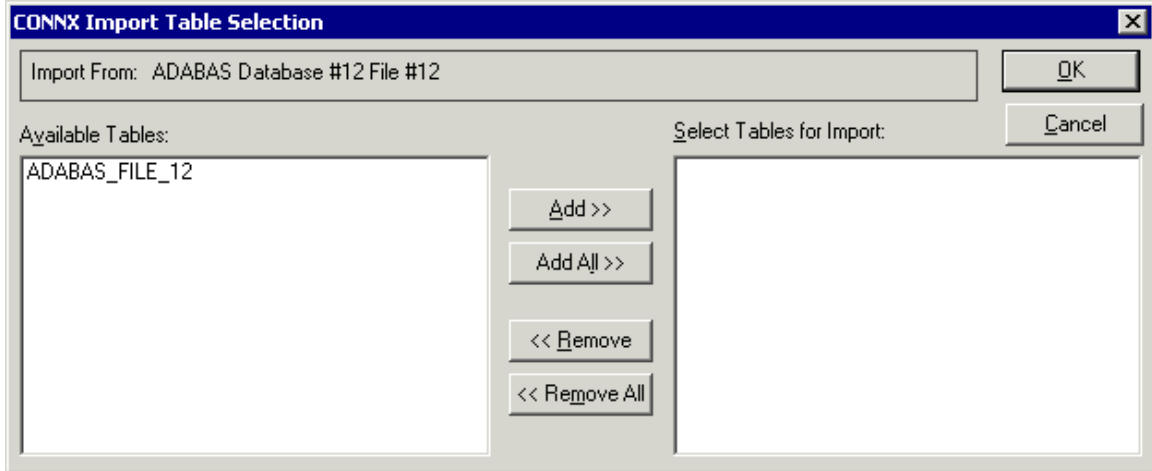 CONNX Import Table Selection
Import From: ADABAS Database #12 File #12
OK
Cancel
Available Tables:
Select Tables for Import:
ADABAS_FILE_12
Add >>
Add All >>
<< Remove
<< Remove All